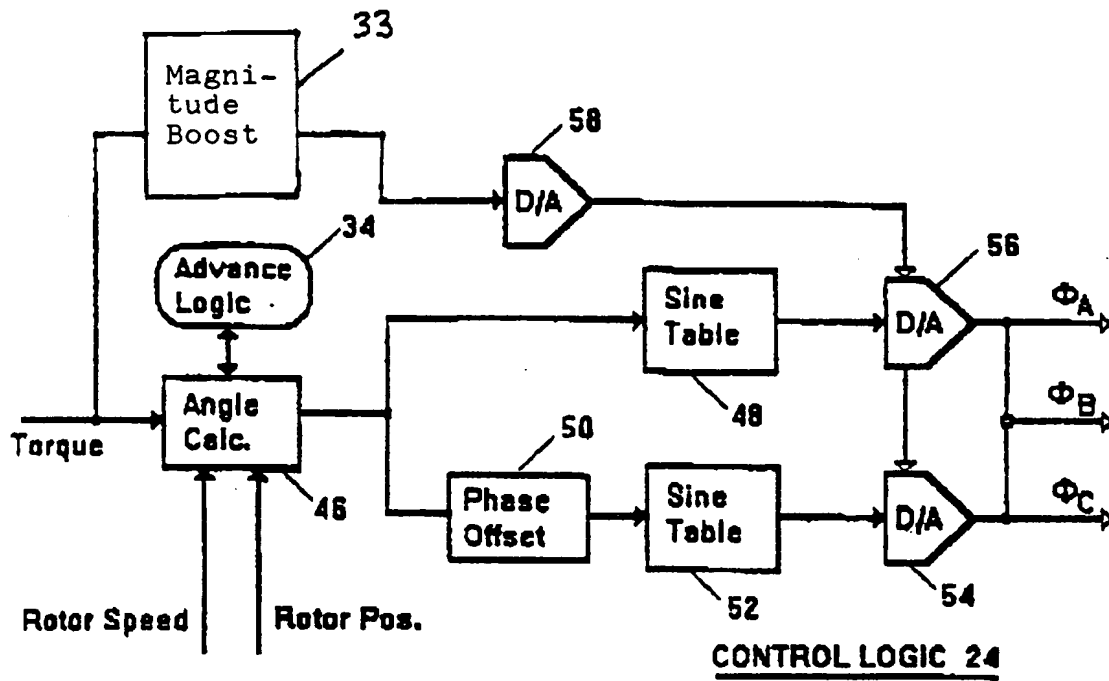 33
Magni-
tude
Boost
58
D/A
34
Advance
Logic
56
Sine
Table
D/A
ΦA
48
Angle
Calc.
Torque
ΦB
50
46
Phase
Offset
Sine
Table
D/A
ΦC
52
54
Rotor Speed
Rotor Pos.
CONTROL LOGIC 24